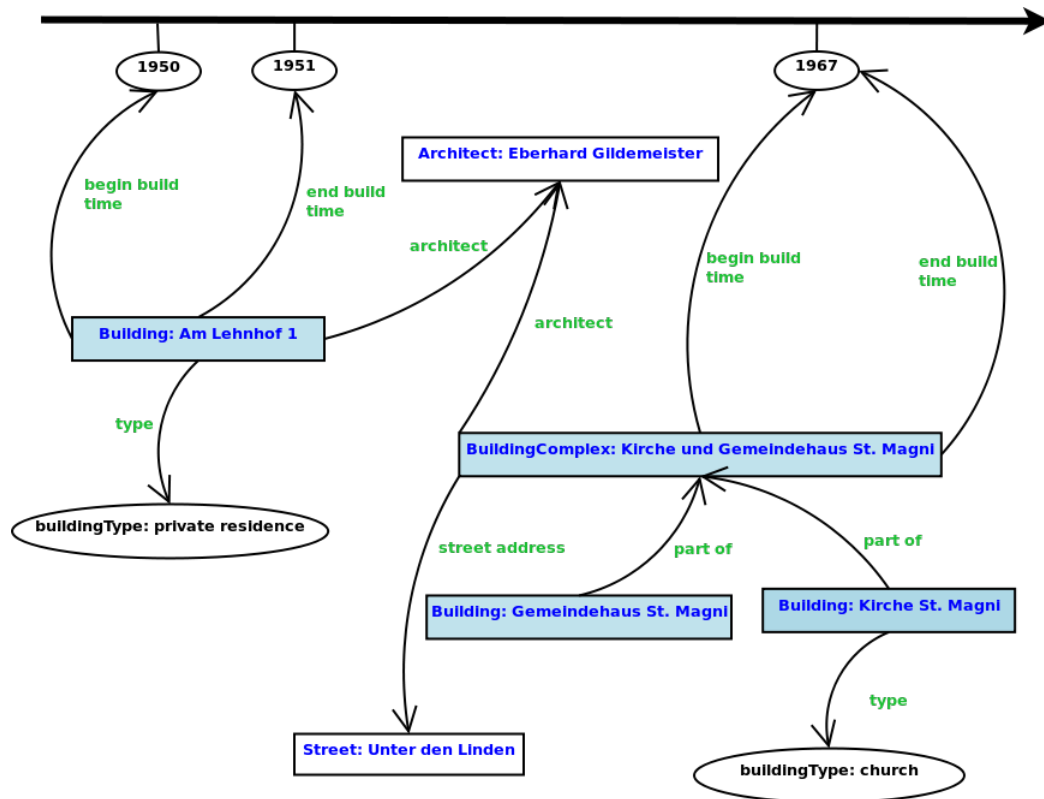 1950
1951
1967
Architect: Eberhard Gildemeister
begin build
time
end build
time
architect
begin build
time
end build
time
Building: Am Lehnhof 1
architect
type
BuildingComplex: Kirche und Gemeindehaus St. Magni
buildingType: private residence
street address
part of
part of
Building: Gemeindehaus St. Magni
Building: Kirche St. Magni
type
Street: Unter den Linden
buildingType: church